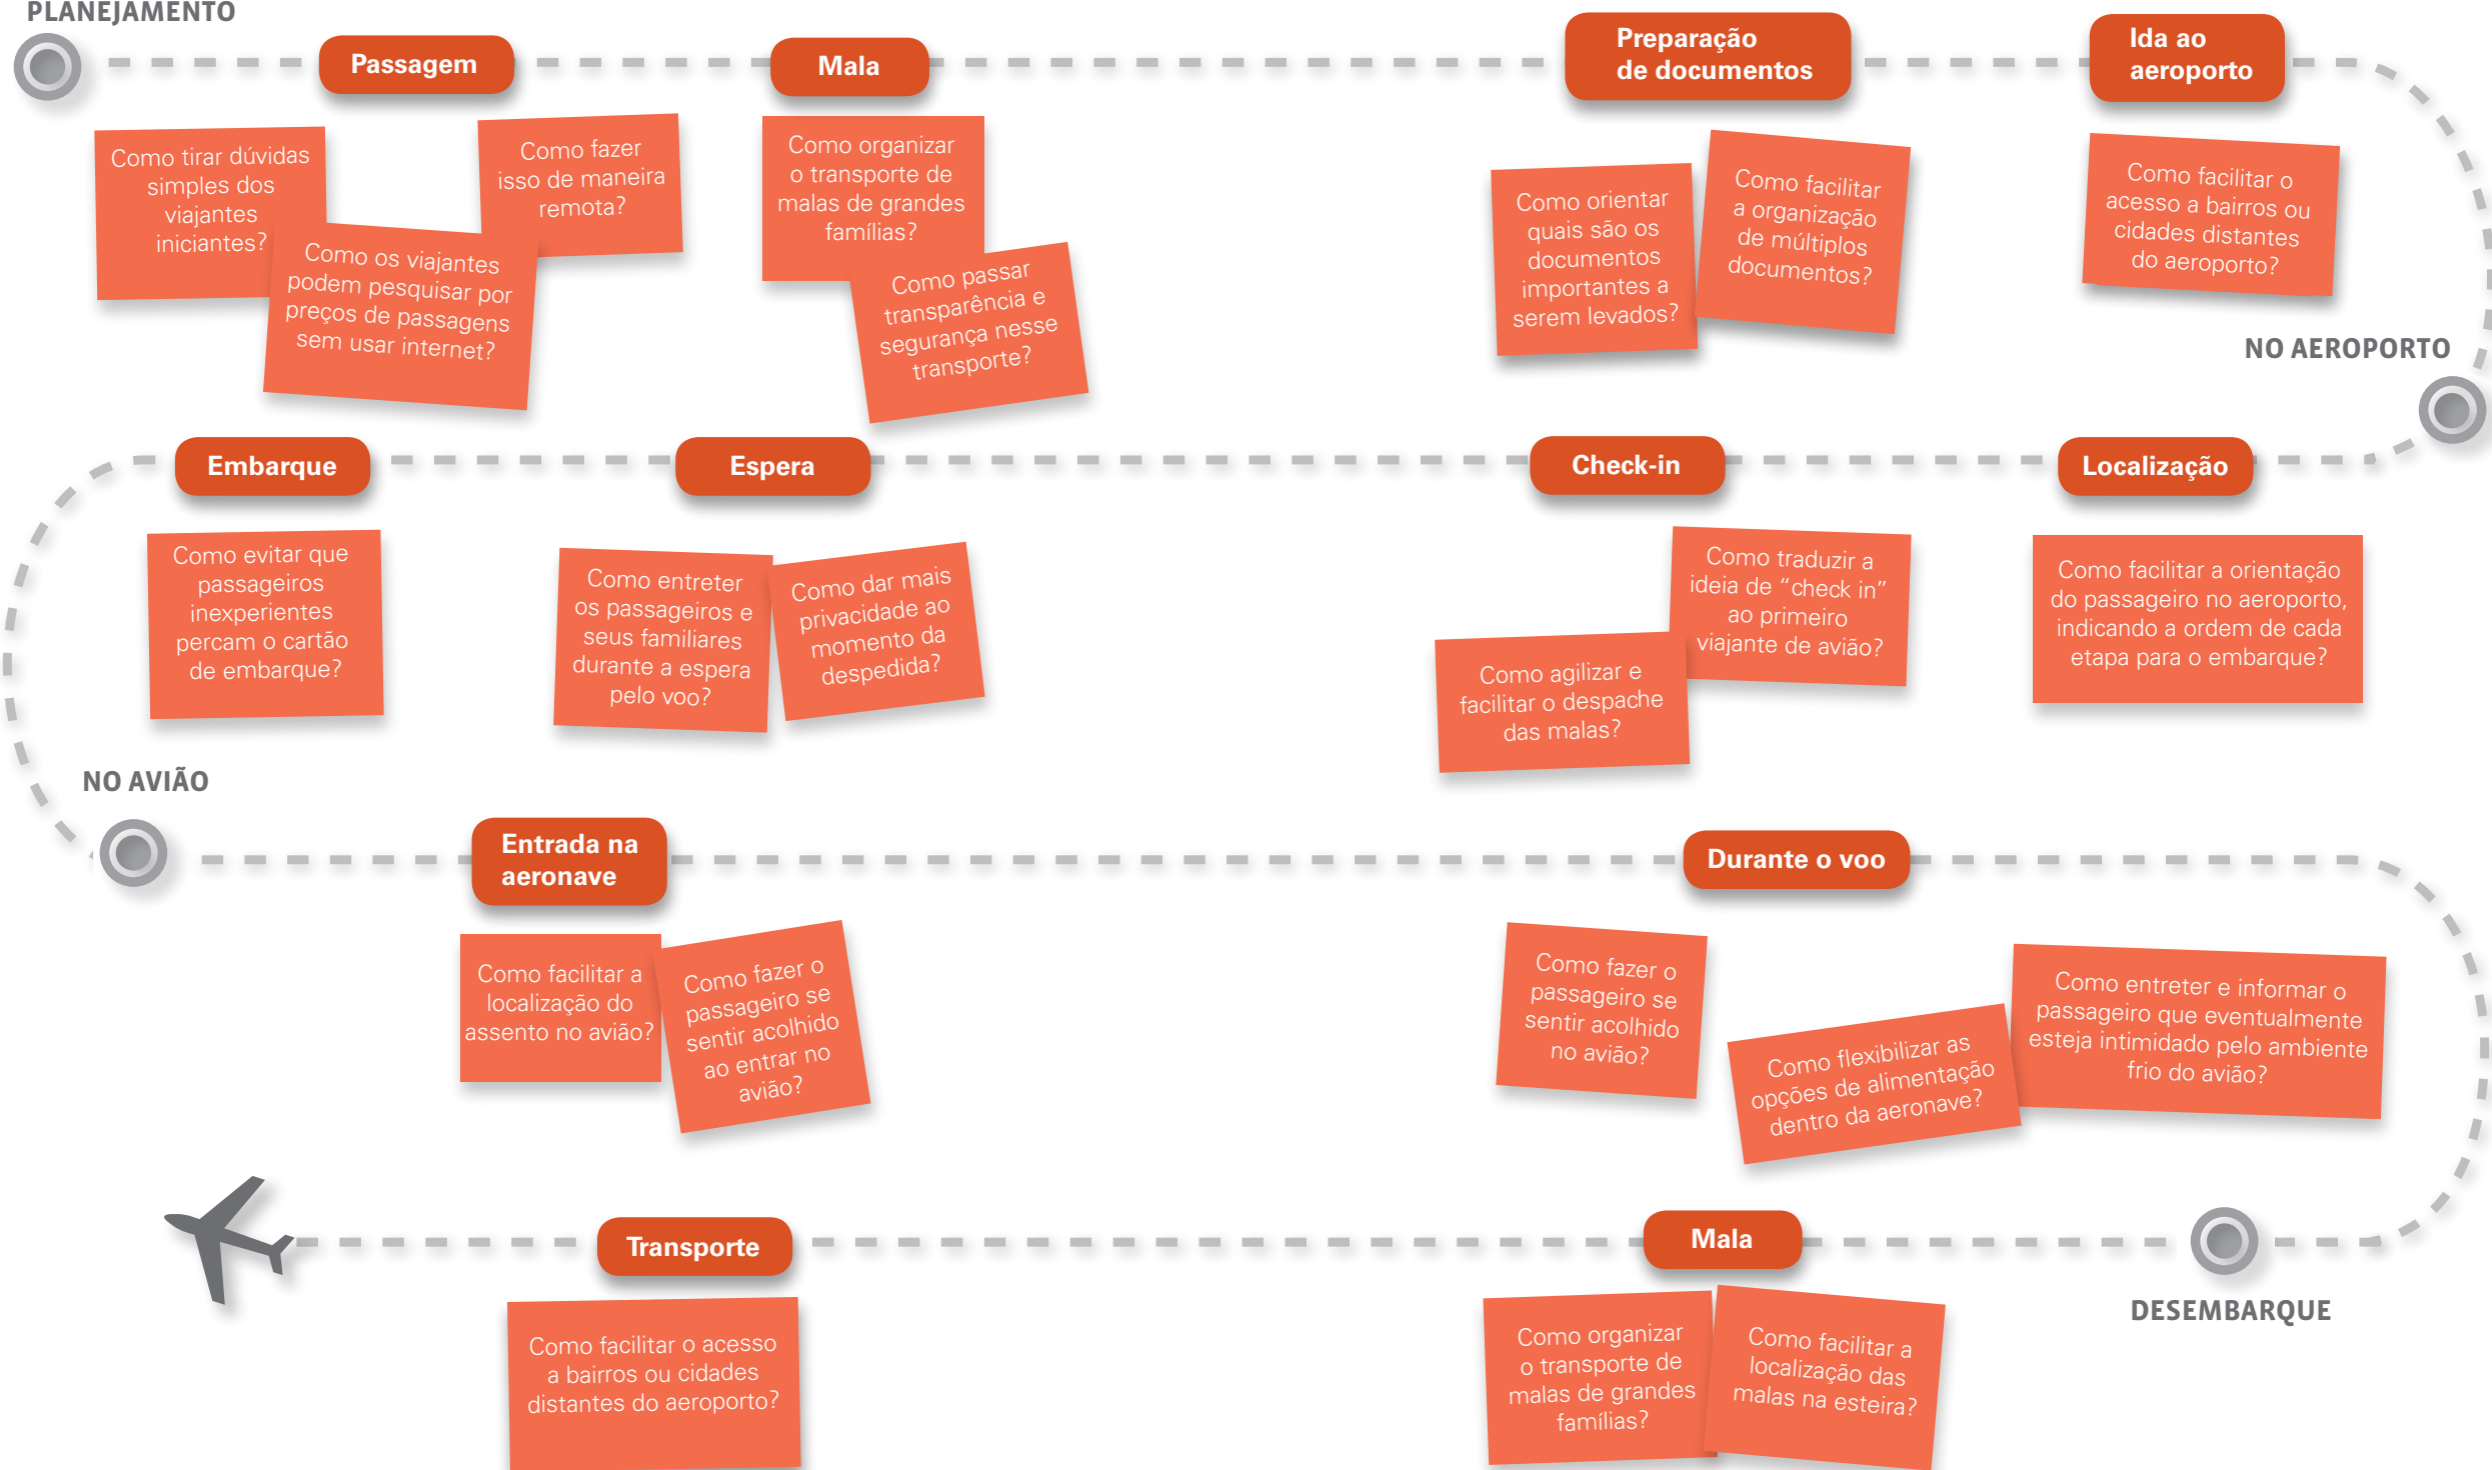 PLANEJAMENTO
Passagem
Como tirar dúvidas
simples dos
viajantes
iniciantes?
Como os viajantes
podem pesquisar por
preços de passagens
sem usar internet?
Como fazer
isso de maneira
remota?
Mala
Como organizar
o transporte de
malas de grandes
famílias?
Como passar
transparência e
segurança nesse
transporte?
Preparação
de documentos
Como orientar
quais são os
documentos
importantes a
serem levados?
Como facilitar
a organização
de múltiplos
documentos?
Ida ao
aeroporto
Como facilitar o
acesso a bairros ou
cidades distantes
do aeroporto?
NO AEROPORTO
Localização
Como facilitar a orientação
do passageiro no aeroporto,
indicando a ordem de cada
etapa para o embarque?
Check-in
Como traduzir a
ideia de “check in”
ao primeiro
viajante de avião?
Como agilizar e
facilitar o despache
das malas?
Espera
Como entreter
os passageiros e
seus familiares
durante a espera
pelo voo?
Como dar mais
privacidade ao
momento da
despedida?
Embarque
Como evitar que
passageiros
inexperientes
percam o cartão
de embarque?
NO AVIÃO
Entrada na
aeronave
Como facilitar a
localização do
assento no avião?
Como fazer o
passageiro se
sentir acolhido
ao entrar no
avião?
Durante o voo
Como fazer o
passageiro se
sentir acolhido
no avião?
Como flexibilizar as
opções de alimentação
dentro da aeronave?
Como entreter e informar o
passageiro que eventualmente
esteja intimidado pelo ambiente
frio do avião?
DESEMBARQUE
Mala
Como organizar
o transporte de
malas de grandes
famílias?
Como facilitar a
localização das
malas na esteira?
Transporte
Como facilitar o acesso
a bairros ou cidades
distantes do aeroporto?